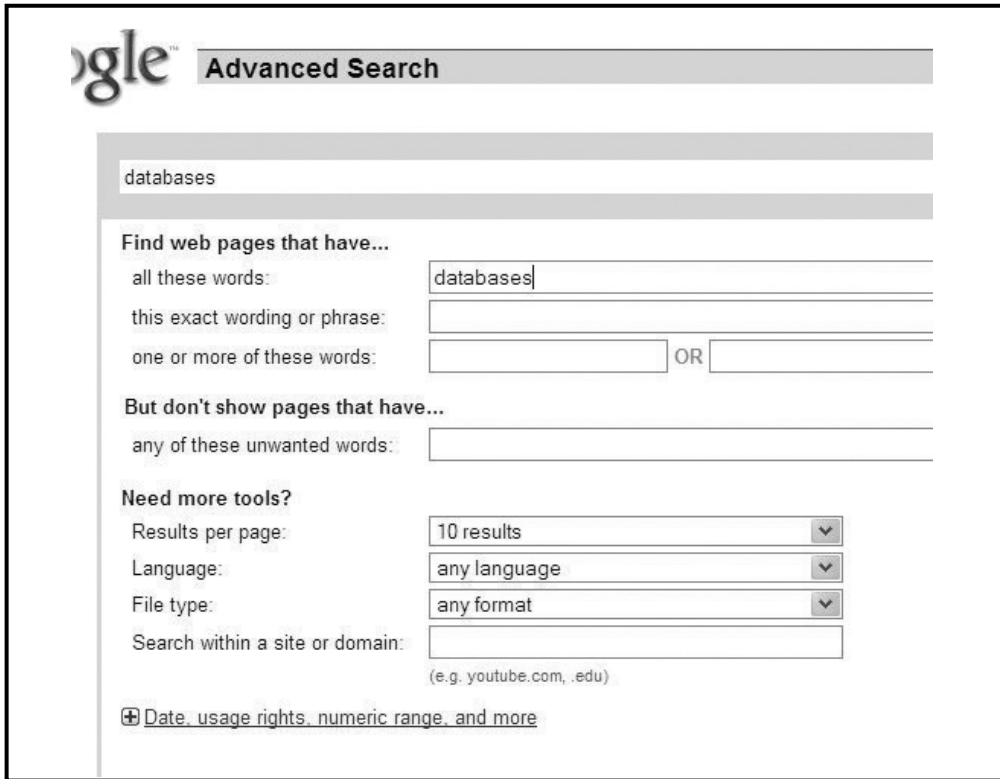 ogle™ Advanced Search
databases
Find web pages that have...
all these words: databases
this exact wording or phrase:
one or more of these words: OR
But don't show pages that have...
any of these unwanted words:
Need more tools?
Results per page: 10 results
Language: any language
File type: any format
Search within a site or domain:
(e.g. youtube.com, .edu)
Date, usage rights, numeric range, and more